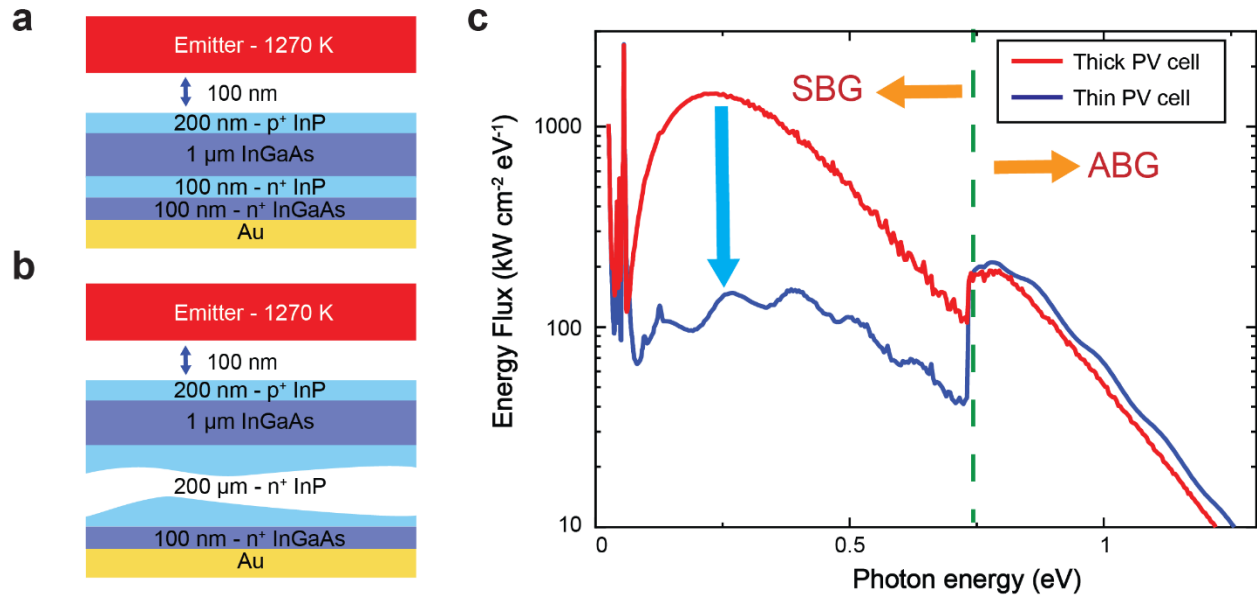 a
Emitter - 1270 K
100 nm
200 nm - p⁺ InP
1 µm InGaAs
100 nm - n⁺ InP
100 nm - n⁺ InGaAs
Au
b
Emitter - 1270 K
100 nm
200 nm - p⁺ InP
1 µm InGaAs
200 µm - n⁺ InP
100 nm - n⁺ InGaAs
Au
c
Energy Flux (kW cm⁻² eV⁻¹)
1000
100
10
SBG
ABG
Thick PV cell
Thin PV cell
0
0.5
1
Photon energy (eV)